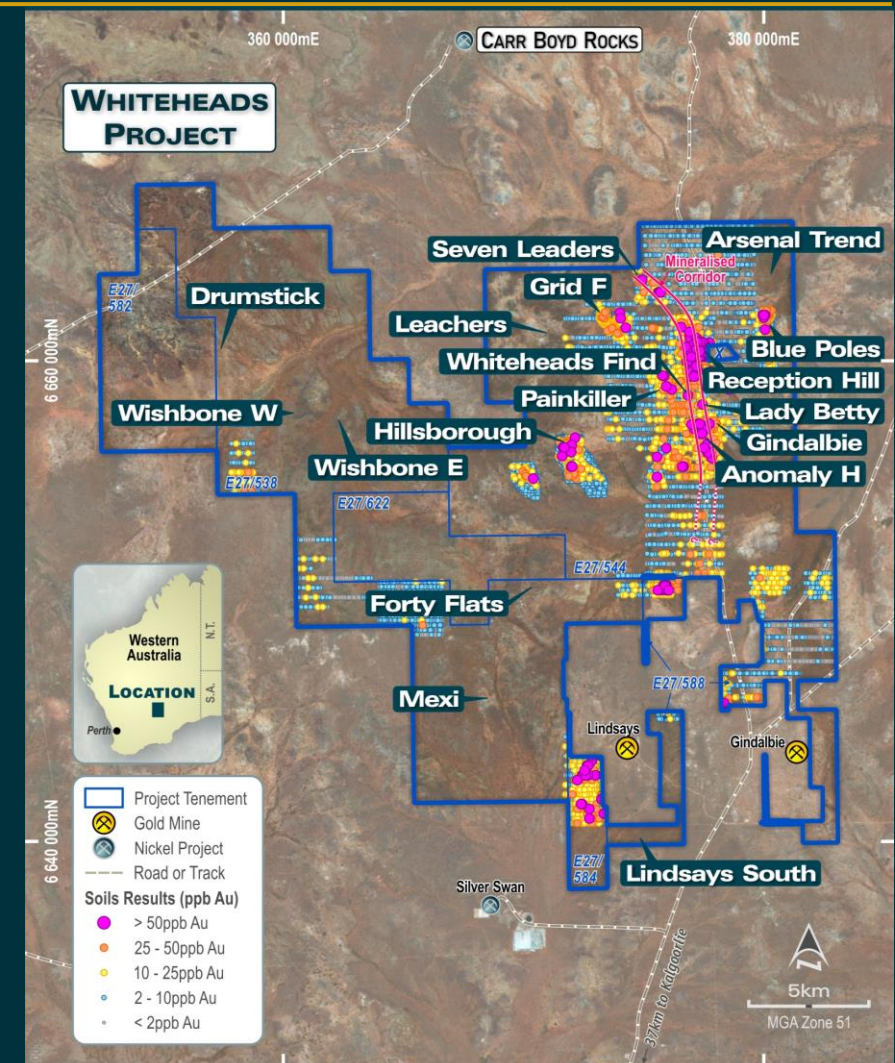 360 000mE
CARR BOYD ROCKS
380 000mE
WHITEHEADS
PROJECT
Seven Leaders
Arsenal Trend
Mineralised
Corridor
Grid F
E27/
582
Drumstick
Leachers
6 660 000mN
Whiteheads Find
X
Blue Poles
Reception Hill
Painkiller
Lady Betty
Wishbone W
Hillsborough
Gindalbie
Wishbone E
Anomaly H
E27/538
E27/622
E27/544
Forty Flats
Western
Australia
N.T.
LOCATION
S.A.
Perth
E27/588
Mexi
Lindsays
Gindalbie
Project Tenement
Gold Mine
Nickel Project
Road or Track
Soils Results (ppb Au)
> 50ppb Au
25 - 50ppb Au
10 - 25ppb Au
2 - 10ppb Au
< 2ppb Au
6 640 000mN
E27/
584
Lindsays South
Silver Swan
37km to Kalgoorlie
5km
MGA Zone 51